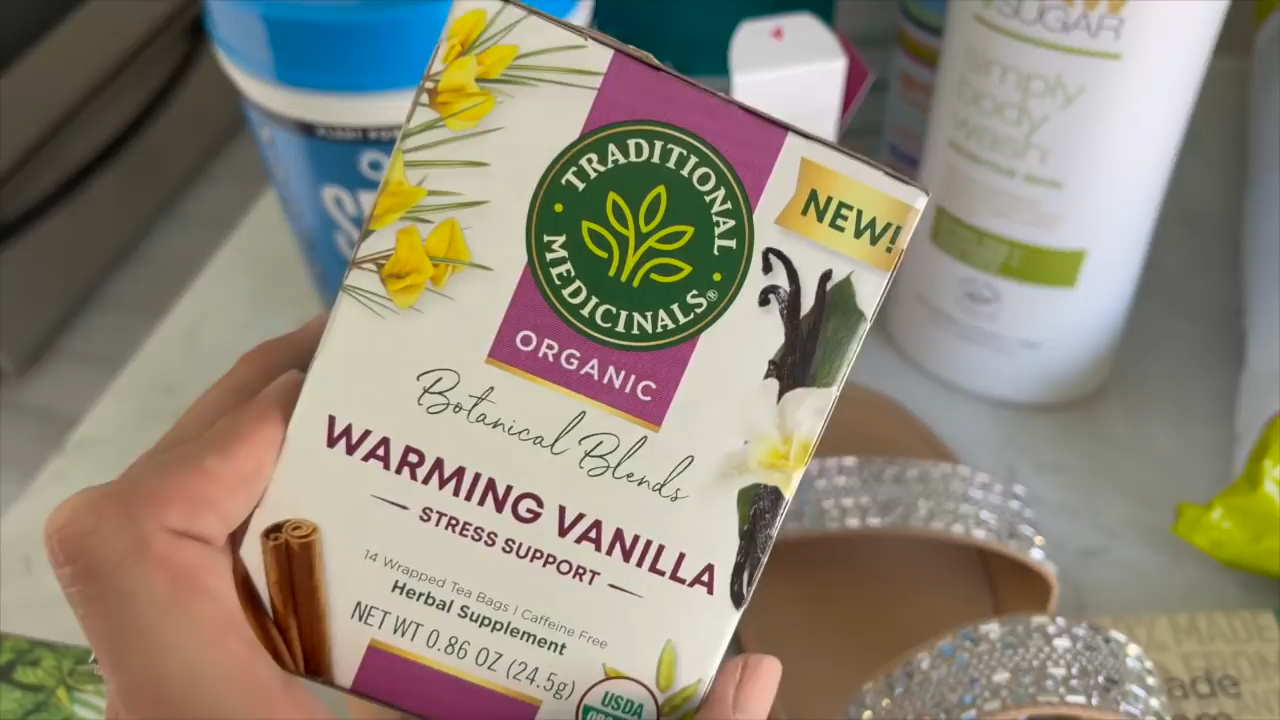 TRADITIONAL
MEDICINALS®
ORGANIC
NEW!
Botanical Blends
WARMING VANILLA
STRESS SUPPORT
14 Wrapped Tea Bags | Caffeine Free
Herbal Supplement
NET WT 0.86 OZ (24.5g)
USDA
SUGAR
simply
body
wash
ade